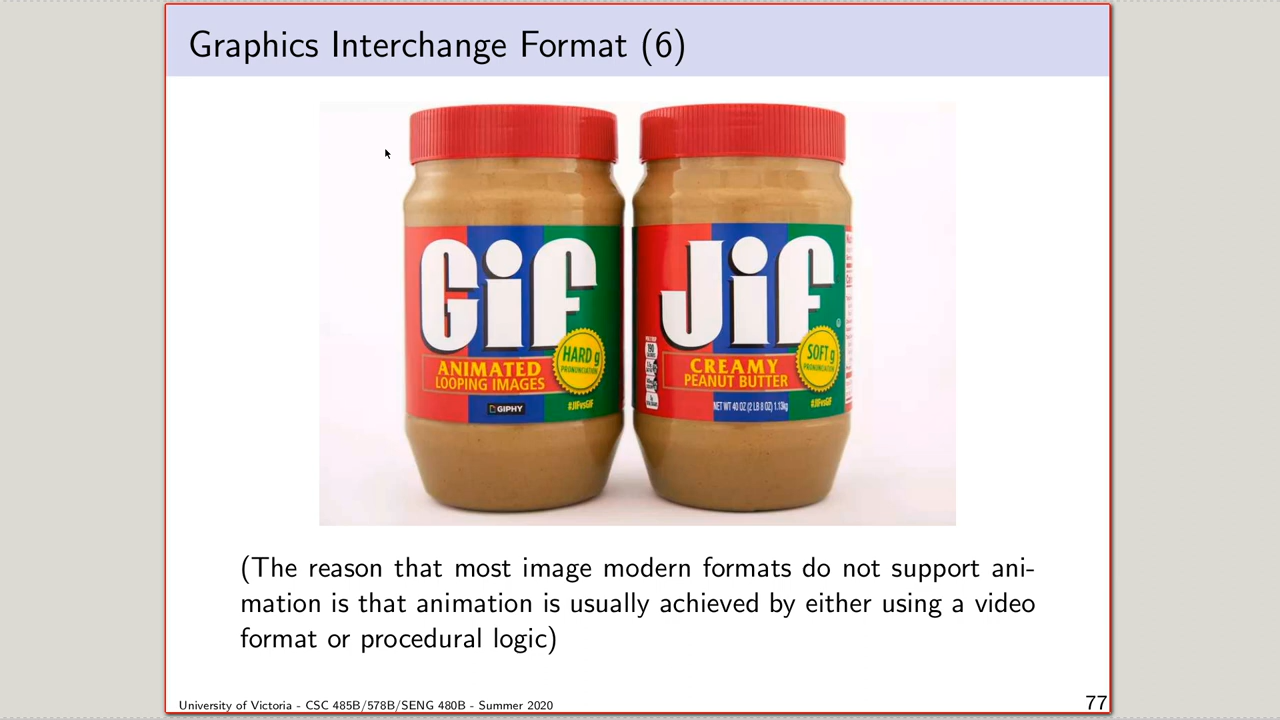 Graphics Interchange Format (6)
Gif
HARD g
PRONUNCIATION
ANIMATED
LOOPING IMAGES
GIPHY
#JIFvsGIF
Jif
SOFT g
PRONUNCIATION
CREAMY
PEANUT BUTTER
190
NET WT 40 OZ (2 LB 8 OZ) 1.13kg
#JIFvsGIF
(The reason that most image modern formats do not support ani-
mation is that animation is usually achieved by either using a video
format or procedural logic)
University of Victoria - CSC 485B/578B/SENG 480B - Summer 2020
77